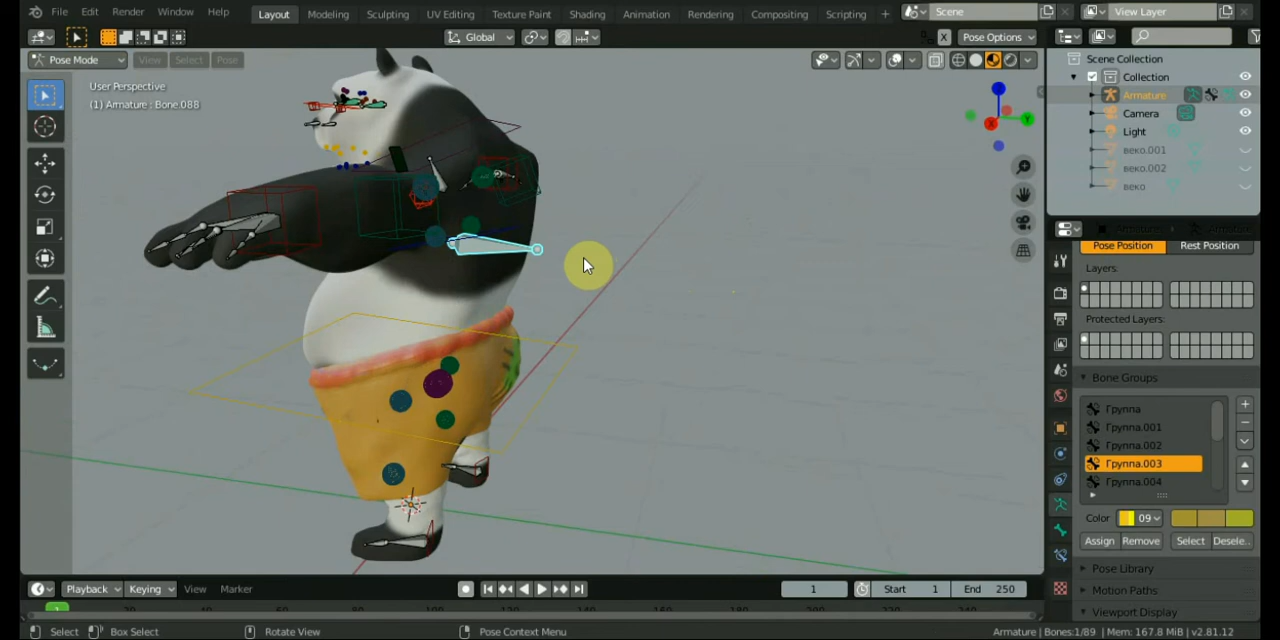 File Edit Render Window Help Layout Modeling Sculpting UV Editing Texture Paint Shading Animation Rendering Compositing Scripting + Scene View Layer
Global X Pose Options
Pose Mode View Select Pose
User Perspective
(1) Armature : Bone.088
Z
Y
X
Scene Collection
Collection
Armature
Camera
Light
веко.001
веко.002
веко
Pose Position Rest Position
Layers:
Protected Layers:
Bone Groups
Группа
Группа.001
Группа.002
Группа.003
Группа.004
Color 09
Assign Remove Select Desele..
Pose Library
Motion Paths
Viewport Display
Playback Keying View Marker 1 Start 1 End 250
1
Select Box Select Rotate View Pose Context Menu Armature | Bones:1/89 | Mem: 167.8 MiB | v2.81.12